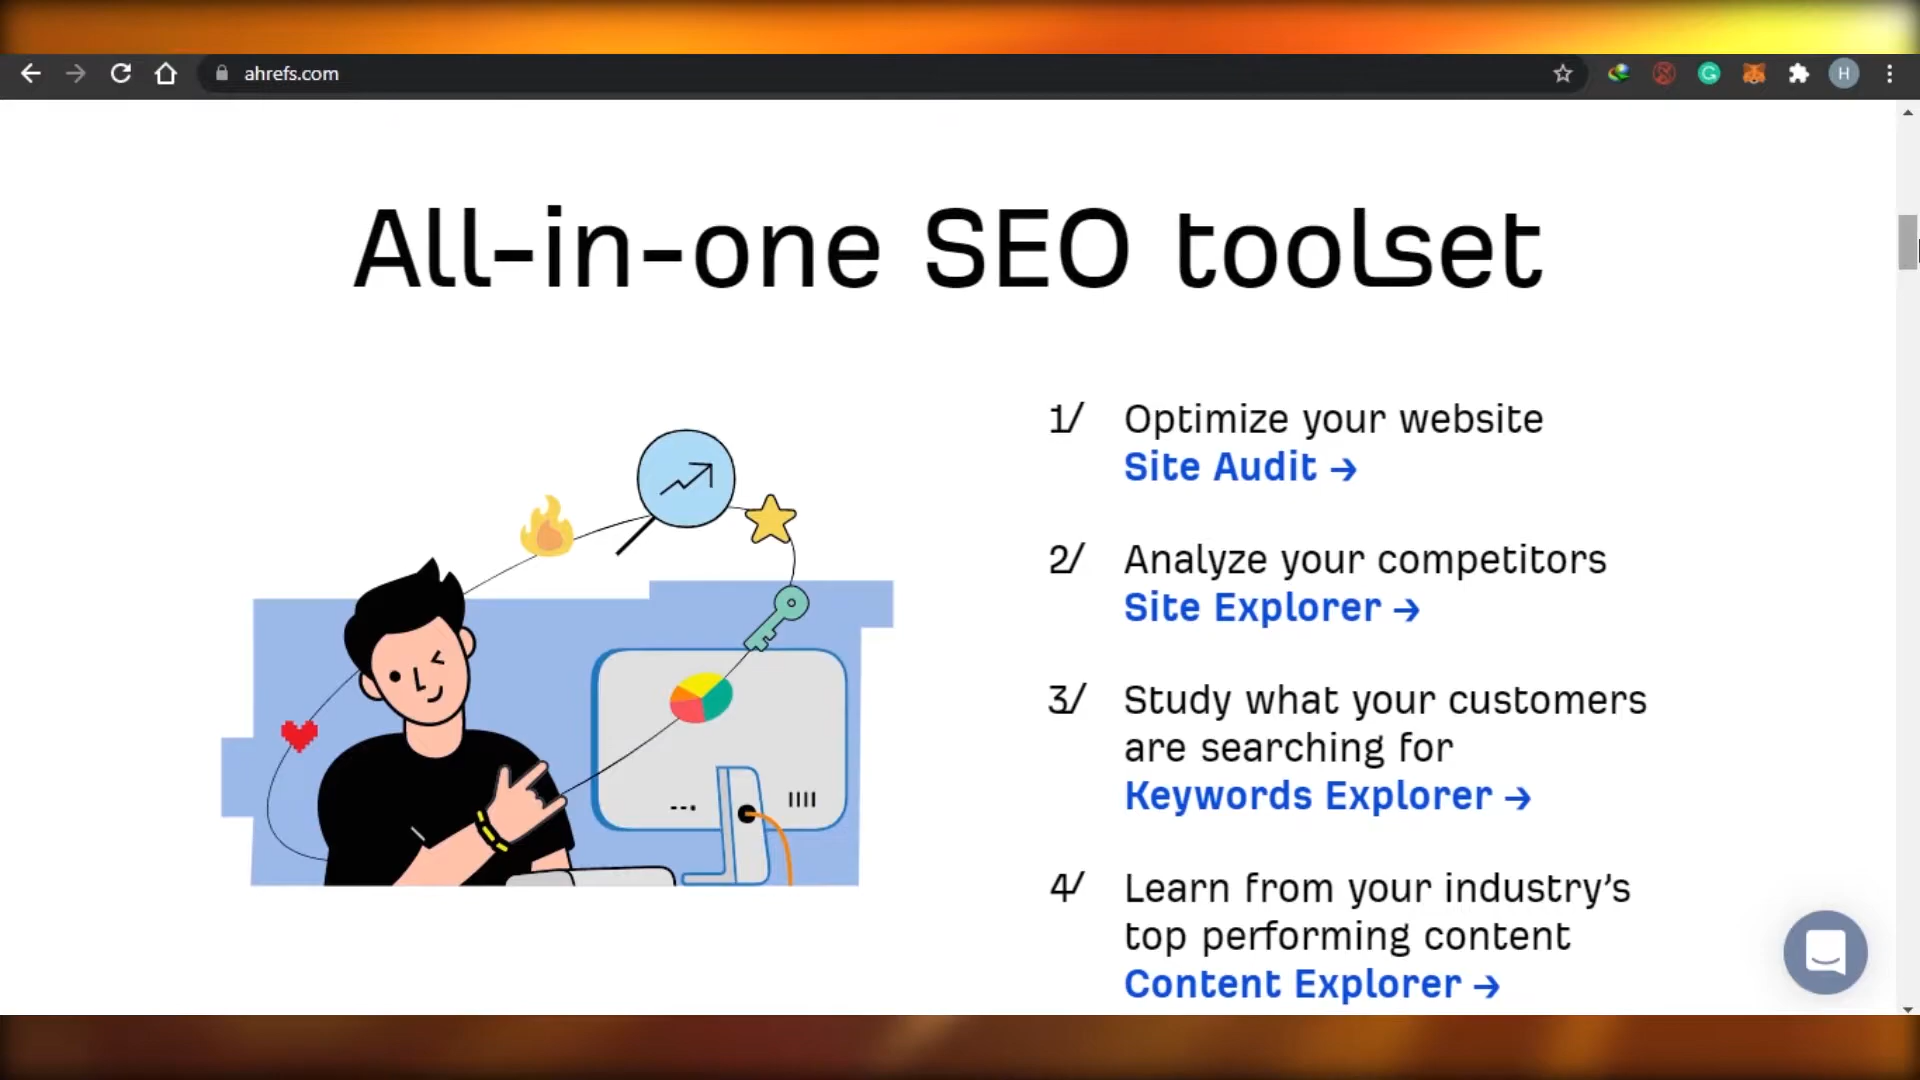 ahrefs.com
H
All-in-one SEO toolset
1/ Optimize your website
Site Audit →
2/ Analyze your competitors
Site Explorer →
3/ Study what your customers
are searching for
Keywords Explorer →
4/ Learn from your industry’s
top performing content
Content Explorer →